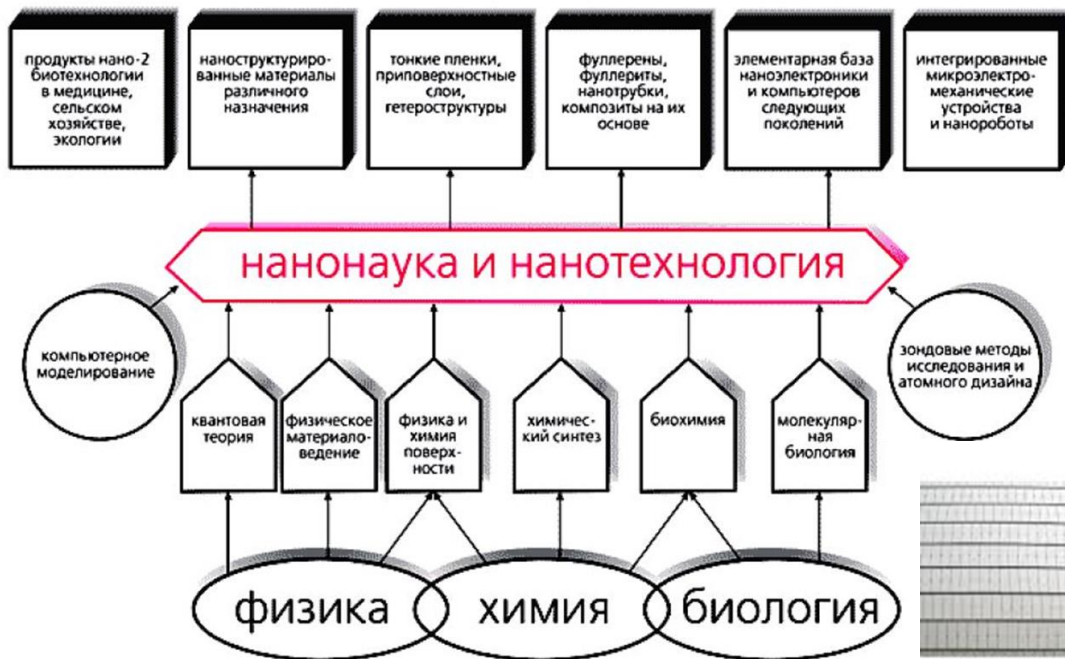 продукты нано-2
биотехнологии
в медицине,
сельском
хозяйстве,
экологии
наноструктуриро-
ванные материалы
различного
назначения
тонкие пленки,
приповерхностные
слои,
гетероструктуры
фуллерены,
фуллериты,
нанотрубки,
композиты на их
основе
элементарная база
наноэлектроники
и компьютеров
следующих
поколений
интегрированные
микроэлектро-
механические
устройства
и нанороботы
нанонаука и нанотехнология
компьютерное
моделирование
зондовые методы
исследования и
атомного дизайна
квантовая
теория
физическое
материало-
ведение
физика и
химия
поверх-
ности
химичес-
кий синтез
биохимия
молекуляр-
ная
биология
физика
химия
биология